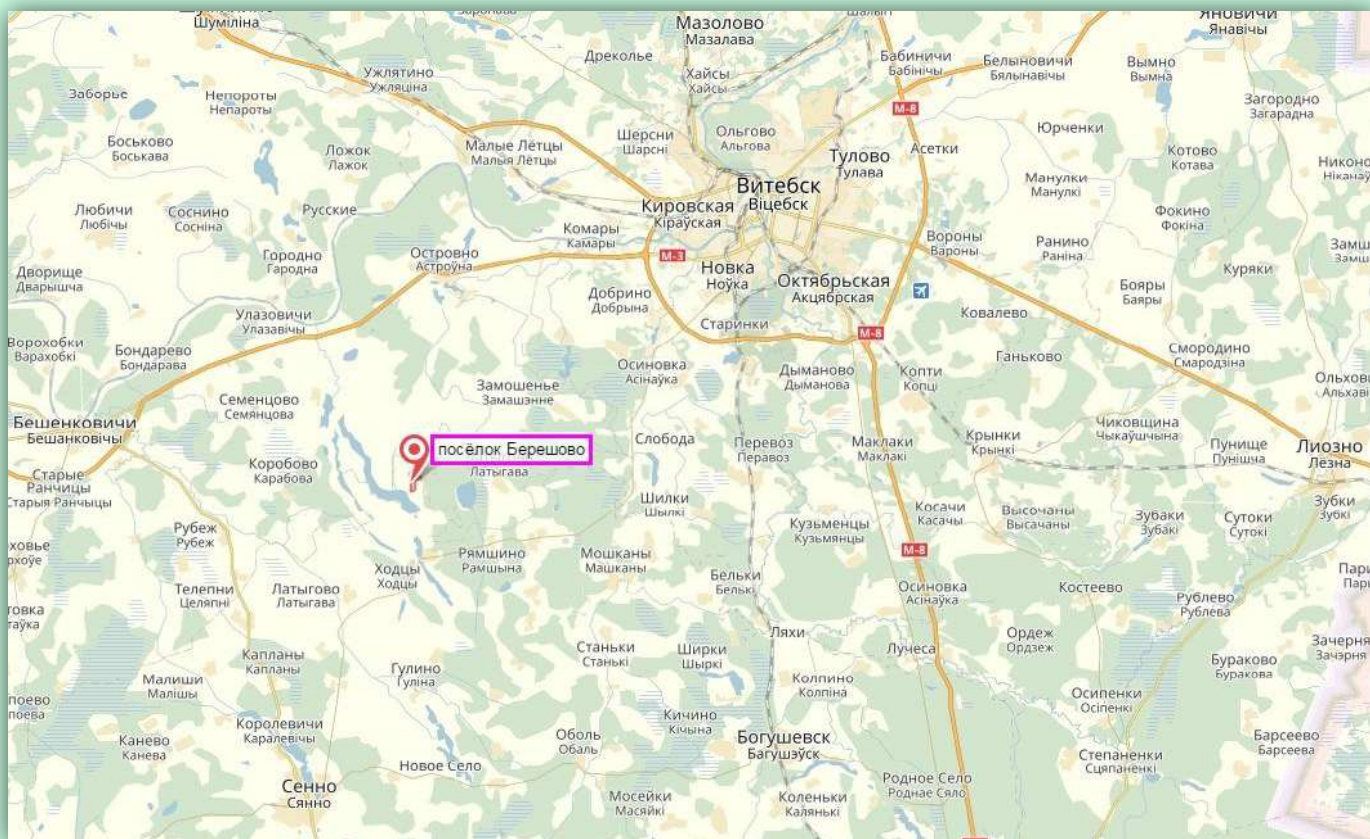 Шуміліна
Мазолово
Мазалава
Яновичи
Янавічы
Дреколье
Бабиничи
Бабінічы
Белыновичи
Бялынавічы
Вымно
Вымна
Ужлятино
Ужляціна
Хайсы
Хайсы
Заборье
Непороты
Непараты
М-8
Загородно
Загарадна
Боськово
Боськава
Ложок
Лажок
Малые Лётцы
Малыя Лётцы
Шерсни
Шарсні
Ольгово
Альгова
Тулово
Тулава
Асетки
Юрченки
Котово
Котава
Любичи
Любічы
Соснино
Сосніна
Русские
Витебск
Віцебск
Манулки
Манулкі
Кировская
Кіраўская
Фокино
Фокіна
Городно
Гародна
Островно
Астроўна
Комары
Камары
М-3
Вороны
Вароны
Ранино
Раніна
Дворище
Дварышча
Новка
Ноўка
Октябрьская
Акцябрская
Куряки
Бояры
Баяры
Добрино
Добрына
Улазовичи
Улазавічы
Старинки
М-8
Ковалево
Ворохобки
Варахобкі
Бондарево
Бондарава
Осиновка
Асінаўка
Дыманово
Дыманова
Копти
Копці
Ганьково
Смородино
Смародзіна
Замошенье
Замашэнне
Семенцово
Семянцова
Бешенковичи
Бешанковічы
посёлок Берешово
Латыгава
Слобода
Перевоз
Перавоз
Маклаки
Маклакі
Крынки
Крынкі
Чиковщина
Чыкаўшчына
Пунище
Пунішча
Лиозно
Лёзна
Старые
Ранчицы
Старыя Ранчыцы
Коробово
Карабова
Шилки
Шылкі
Косачи
Касачы
Высочаны
Высачаны
Зубаки
Зубакі
Сутоки
Сутокі
Зубки
Зубкі
Рубеж
Рубеж
Кузьменцы
Кузьмянцы
М-8
Ходцы
Ходцы
Рямшино
Рамшына
Мошканы
Машканы
Бельки
Белькі
Телепни
Целяпні
Латыгово
Латыгава
Осиновка
Асінаўка
Костеево
Рублево
Рублева
Станьки
Станькі
Ширки
Шыркі
Ляхи
Лучеса
Ордеж
Ордзеж
Зачерня
Зачэрня
Капланы
Капланы
Гулино
Гуліна
Бураково
Буракова
Малиши
Малішы
Колпино
Колпіна
Осипенки
Осіпенкі
Королевичи
Каралевічы
Кичино
Кічына
Канево
Канева
Оболь
Обаль
Богушевск
Багушэўск
Барсеево
Барсеева
Степаненки
Сцяпаненкі
Новое Село
Сенно
Сянно
Родное Село
Роднае Сяло
Мосейки
Масяйкі
Коленьки
Каланькі
М-8